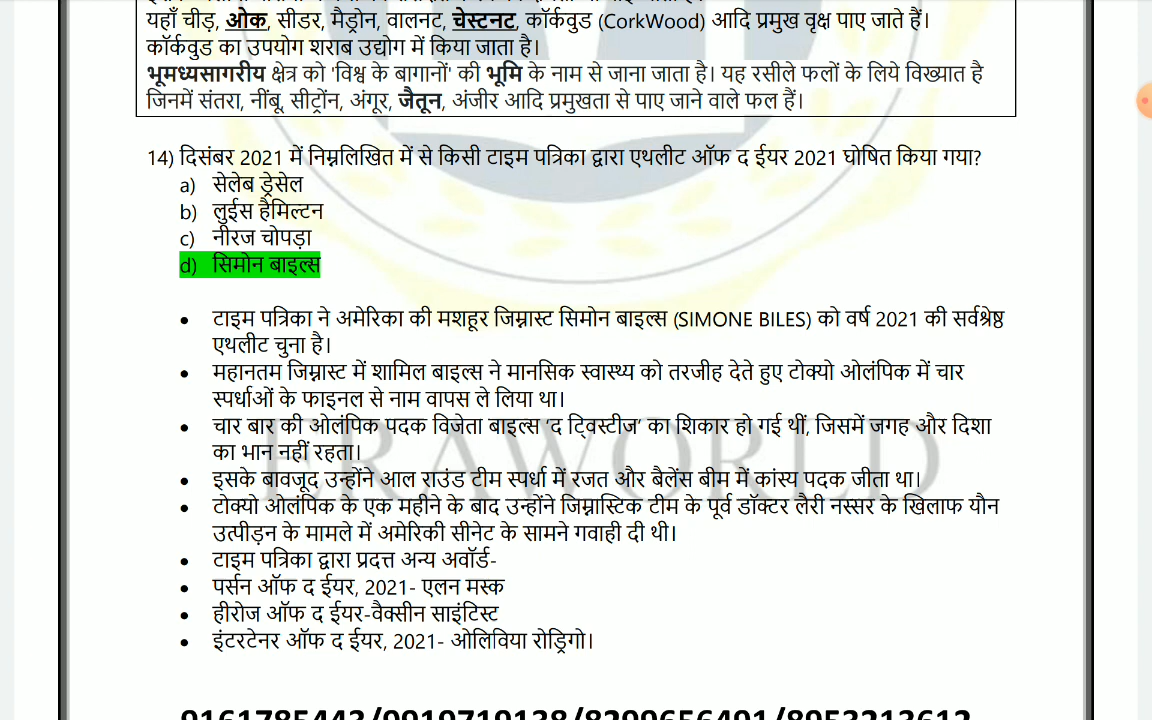 यहाँ चीड़, ओक, सीडर, मैड्रोन, वालनट, चेस्टनट, कॉर्कवुड (CorkWood) आदि प्रमुख वृक्ष पाए जाते हैं।
कॉर्कवुड का उपयोग शराब उद्योग में किया जाता है।
भूमध्यसागरीय क्षेत्र को 'विश्व के बागानों' की भूमि के नाम से जाना जाता है। यह रसीले फलों के लिये विख्यात है
जिनमें संतरा, नींबू, सीट्रोंन, अंगूर, जैतून, अंजीर आदि प्रमुखता से पाए जाने वाले फल हैं।
14) दिसंबर 2021 में निम्नलिखित में से किसी टाइम पत्रिका द्वारा एथलीट ऑफ द ईयर 2021 घोषित किया गया?
a) सेलेब ड्रेसेल
b) लुईस हैमिल्टन
c) नीरज चोपड़ा
d) सिमोन बाइल्स
• टाइम पत्रिका ने अमेरिका की मशहूर जिम्नास्ट सिमोन बाइल्स (SIMONE BILES) को वर्ष 2021 की सर्वश्रेष्ठ
एथलीट चुना है।
• महानतम जिम्नास्ट में शामिल बाइल्स ने मानसिक स्वास्थ्य को तरजीह देते हुए टोक्यो ओलंपिक में चार
स्पर्धाओं के फाइनल से नाम वापस ले लिया था।
• चार बार की ओलंपिक पदक विजेता बाइल्स 'द ट्विस्टीज' का शिकार हो गई थीं, जिसमें जगह और दिशा
का भान नहीं रहता।
• इसके बावजूद उन्होंने आल राउंड टीम स्पर्धा में रजत और बैलेंस बीम में कांस्य पदक जीता था।
• टोक्यो ओलंपिक के एक महीने के बाद उन्होंने जिम्नास्टिक टीम के पूर्व डॉक्टर लैरी नस्सर के खिलाफ यौन
उत्पीड़न के मामले में अमेरिकी सीनेट के सामने गवाही दी थी।
• टाइम पत्रिका द्वारा प्रदत्त अन्य अवॉर्ड-
• पर्सन ऑफ द ईयर, 2021- एलन मस्क
• हीरोज ऑफ द ईयर-वैक्सीन साइंटिस्ट
• इंटरटेनर ऑफ द ईयर, 2021- ओलिविया रोड्रिगो।
ERAWORLD
9161785443/9919719138/8299656491/8953213612